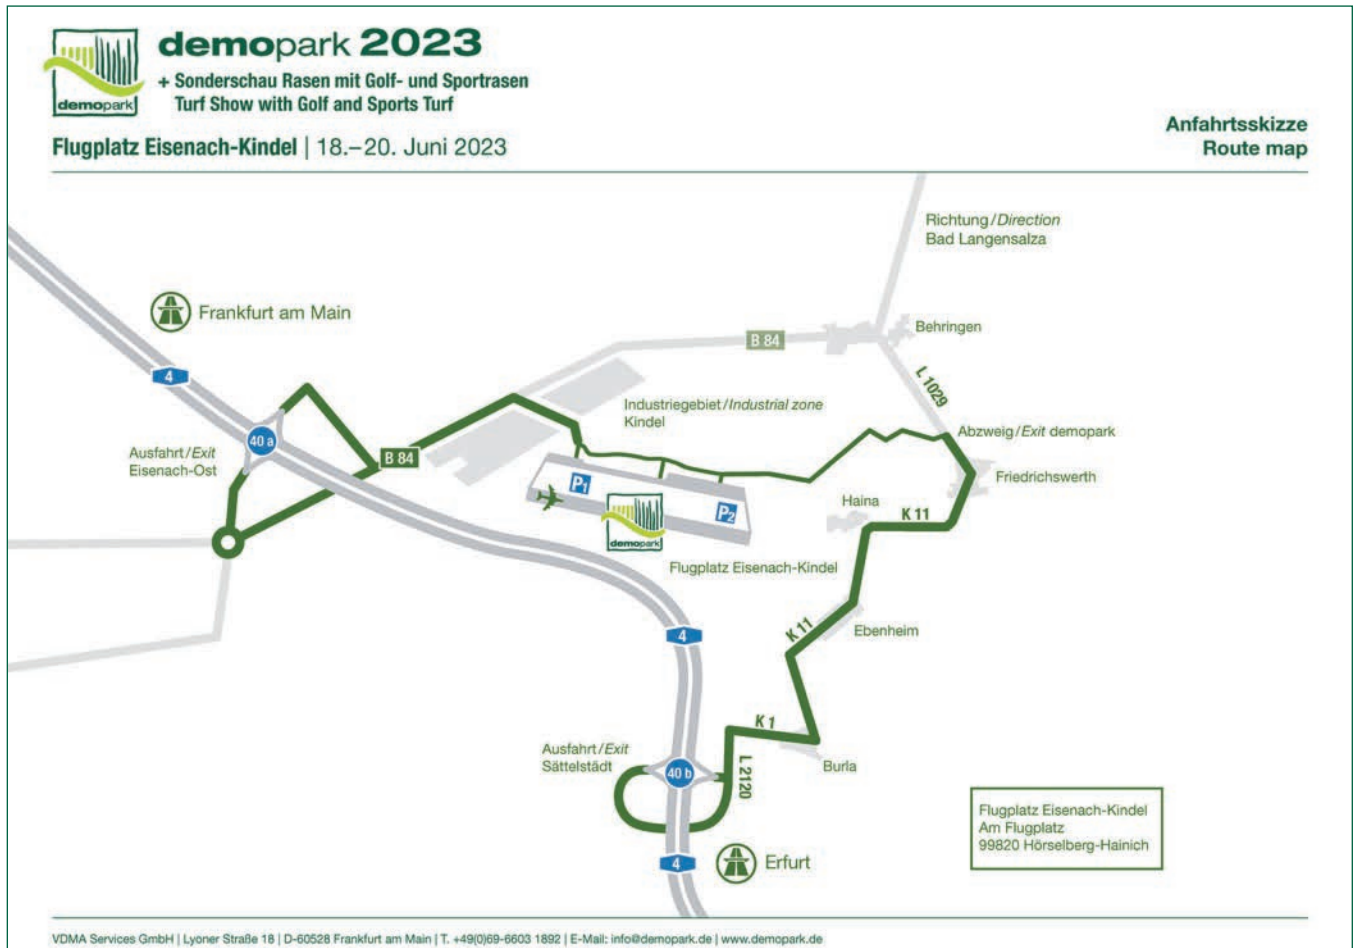 demopark 2023
+ Sonderschau Rasen mit Golf- und Sportrasen
Turf Show with Golf and Sports Turf
demopark
Flugplatz Eisenach-Kindel | 18.–20. Juni 2023
Anfahrtsskizze
Route map
Richtung/Direction
Bad Langensalza
Frankfurt am Main
Behringen
B 84
4
L 1029
Industriegebiet/Industrial zone
Kindel
40 a
Abzweig/Exit demopark
Ausfahrt/Exit
Eisenach-Ost
B 84
Friedrichswerth
P1
Haina
P2
K 11
demopark
Flugplatz Eisenach-Kindel
4
K 11
Ebenheim
K 1
Ausfahrt/Exit
Sättelstädt
40 b
L 2120
Burla
Flugplatz Eisenach-Kindel
Am Flugplatz
99820 Hörselberg-Hainich
4
Erfurt
VDMA Services GmbH | Lyoner Straße 18 | D-60528 Frankfurt am Main | T. +49(0)69-6603 1892 | E-Mail: info@demopark.de | www.demopark.de